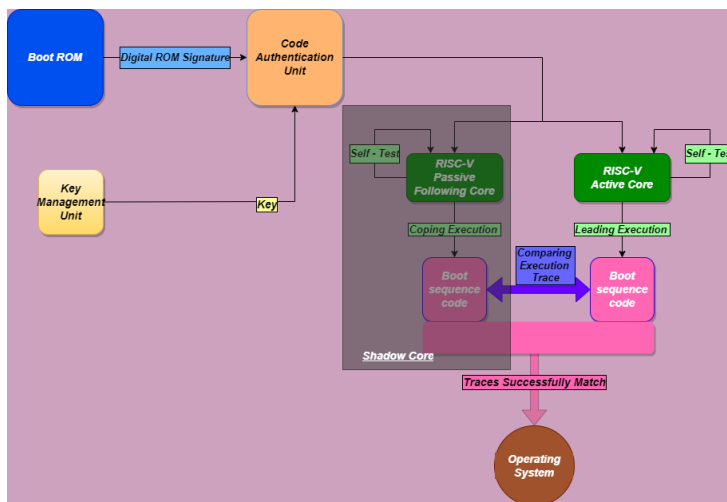 Boot ROM
Digital ROM Signature
Code
Authentication
Unit
Key
Management
Unit
Key
Self - Test
RISC-V
Passive
Following Core
RISC-V
Active Core
Self - Test
Coping Execution
Leading Execution
Comparing
Execution
Trace
Boot
sequence
code
Boot
sequence
code
Shadow Core
Traces Successfully Match
Operating
System